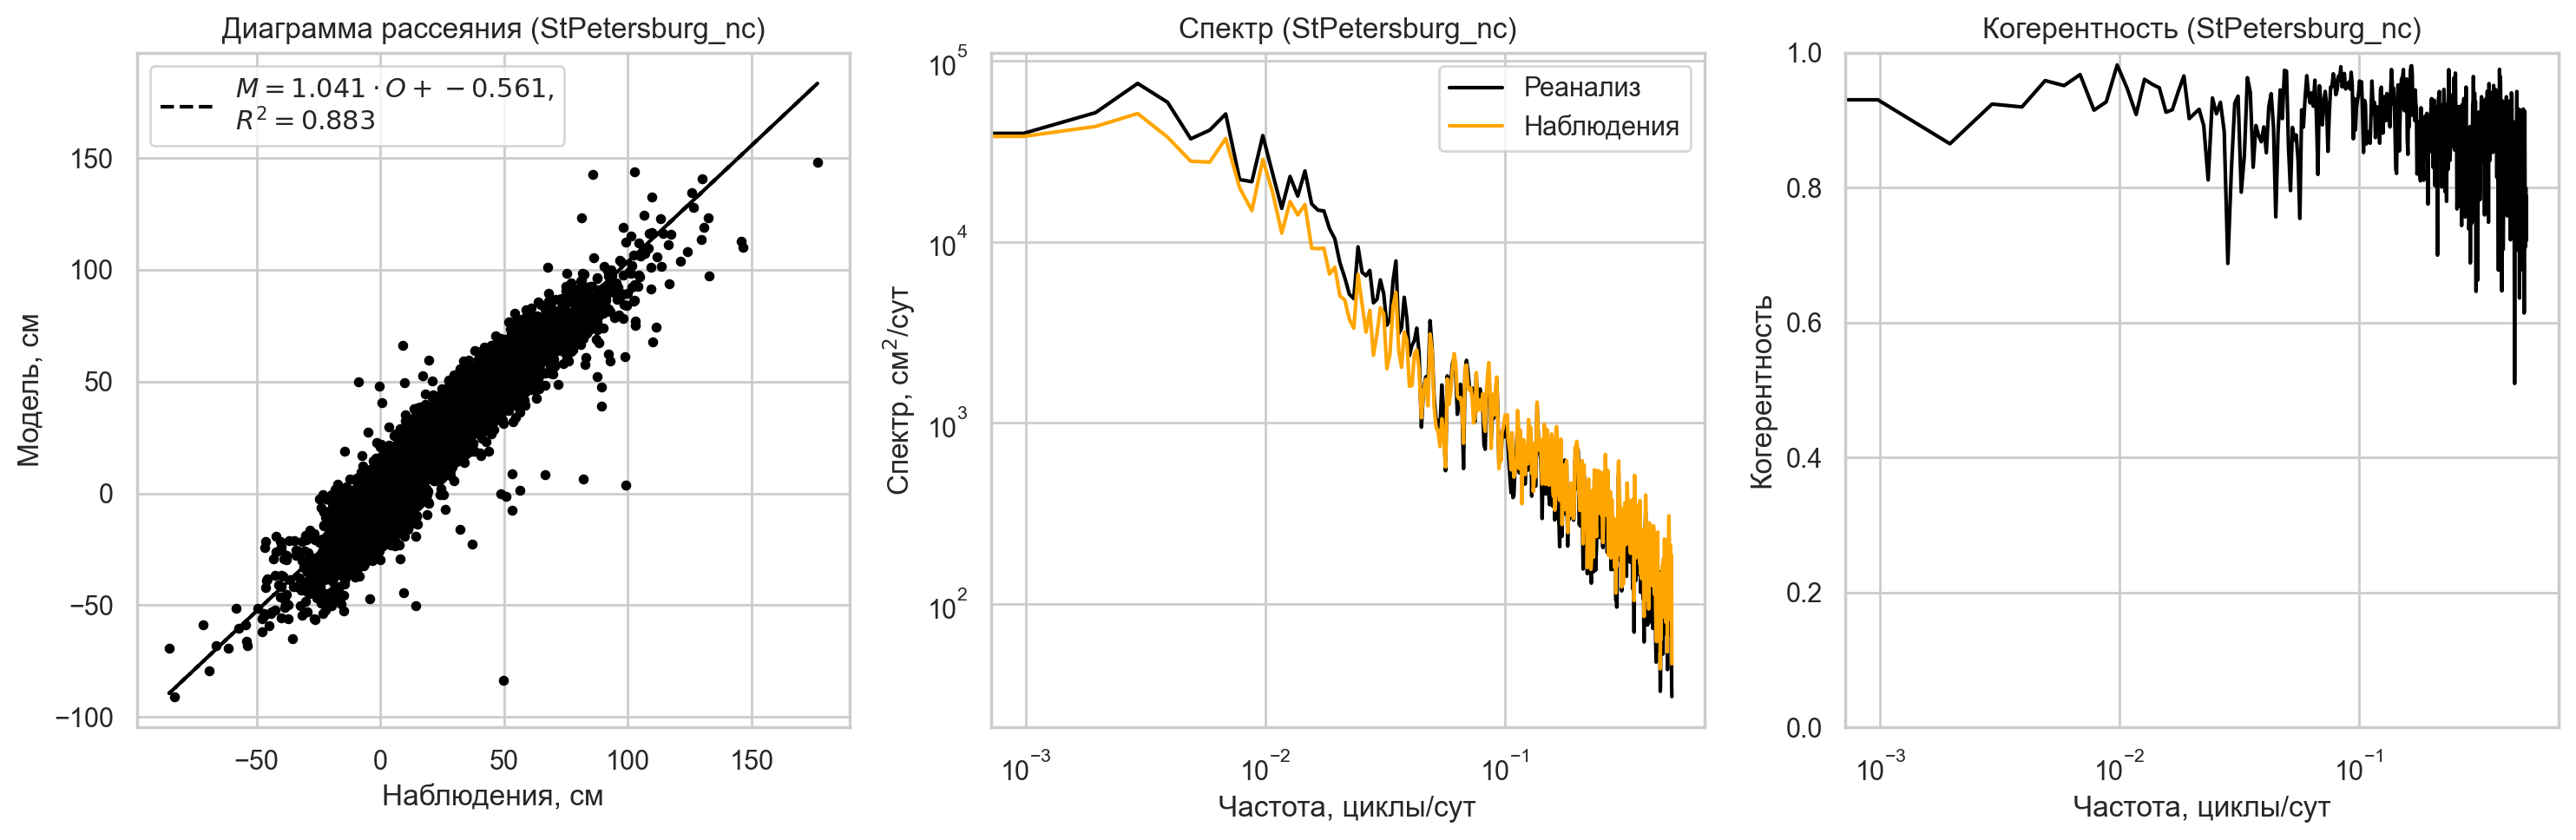 Диаграмма рассеяния (StPetersburg_nc)
M = 1.041 · O + −0.561,
R² = 0.883
150
100
50
0
−50
−100
−50
0
50
100
150
Модель, см
Наблюдения, см
Спектр (StPetersburg_nc)
Реанализ
Наблюдения
10⁵
10⁴
10³
10²
10⁻³
10⁻²
10⁻¹
Спектр, см²/сут
Частота, циклы/сут
Когерентность (StPetersburg_nc)
1.0
0.8
0.6
0.4
0.2
0.0
10⁻³
10⁻²
10⁻¹
Когерентность
Частота, циклы/сут